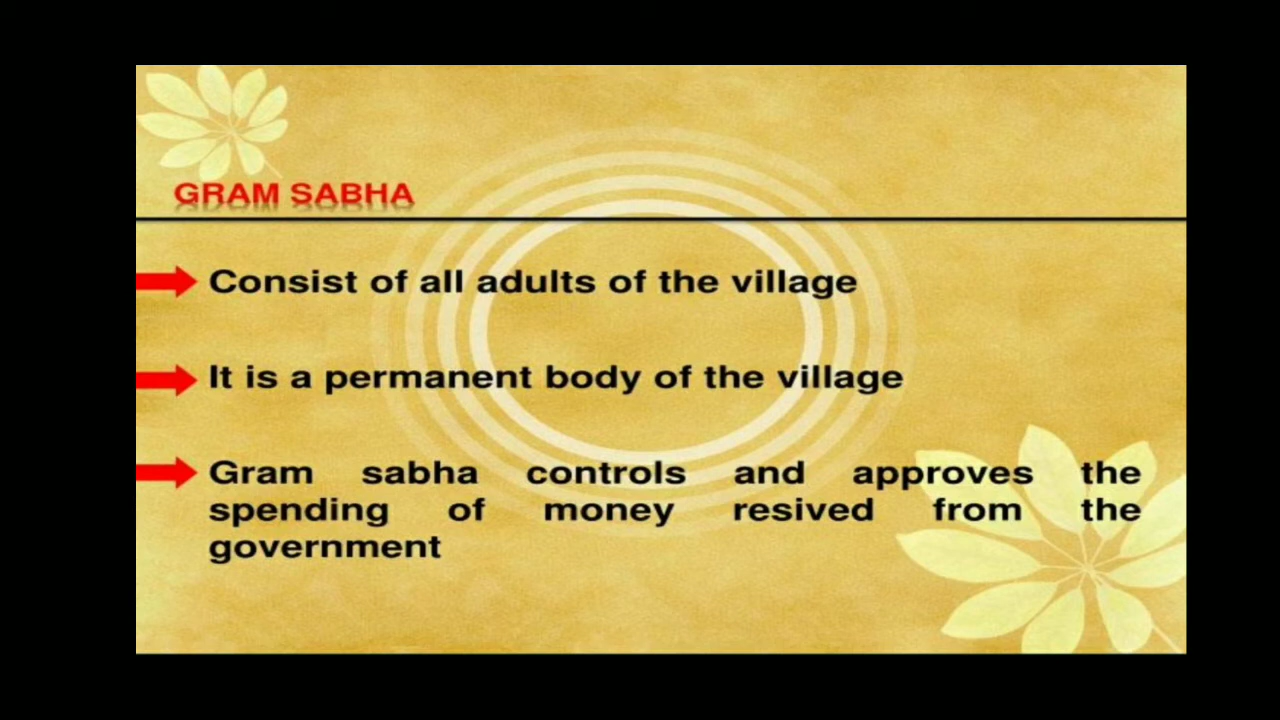 GRAM SABHA
Consist of all adults of the village
It is a permanent body of the village
Gram sabha controls and approves the
spending of money resived from the
government